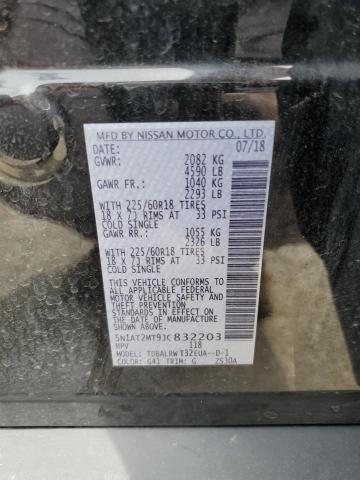 MFD BY NISSAN MOTOR CO., LTD.
DATE: 07/18
GVWR: 2082 KG
4590 LB
GAWR FR.: 1040 KG
2293 LB
WITH 225/60R18 TIRES
18 X 7J RIMS AT 33 PSI
COLD SINGLE
GAWR RR.: 1055 KG
2326 LB
WITH 225/60R18 TIRES
18 X 7J RIMS AT 33 PSI
COLD SINGLE
THIS VEHICLE CONFORMS TO ALL
APPLICABLE FEDERAL
MOTOR VEHICLE SAFETY AND
THEFT PREVENTION
STANDARDS IN EFFECT ON THE
DATE OF MANUFACTURE
SHOWN ABOVE.
5N1AT2MT9JC832203
MPV 118
MODEL: TDBALRWT32EUA--D-1
COLOR: G41 TRIM: G 2530A